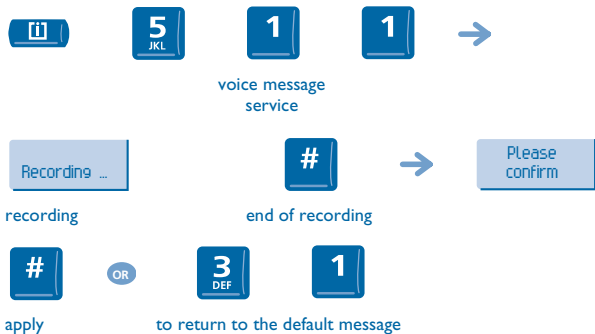 [i] 5 JKL 1 1
voice message
service
Recording ... # Please
confirm
recording end of recording
# OR 3 DEF 1
apply to return to the default message